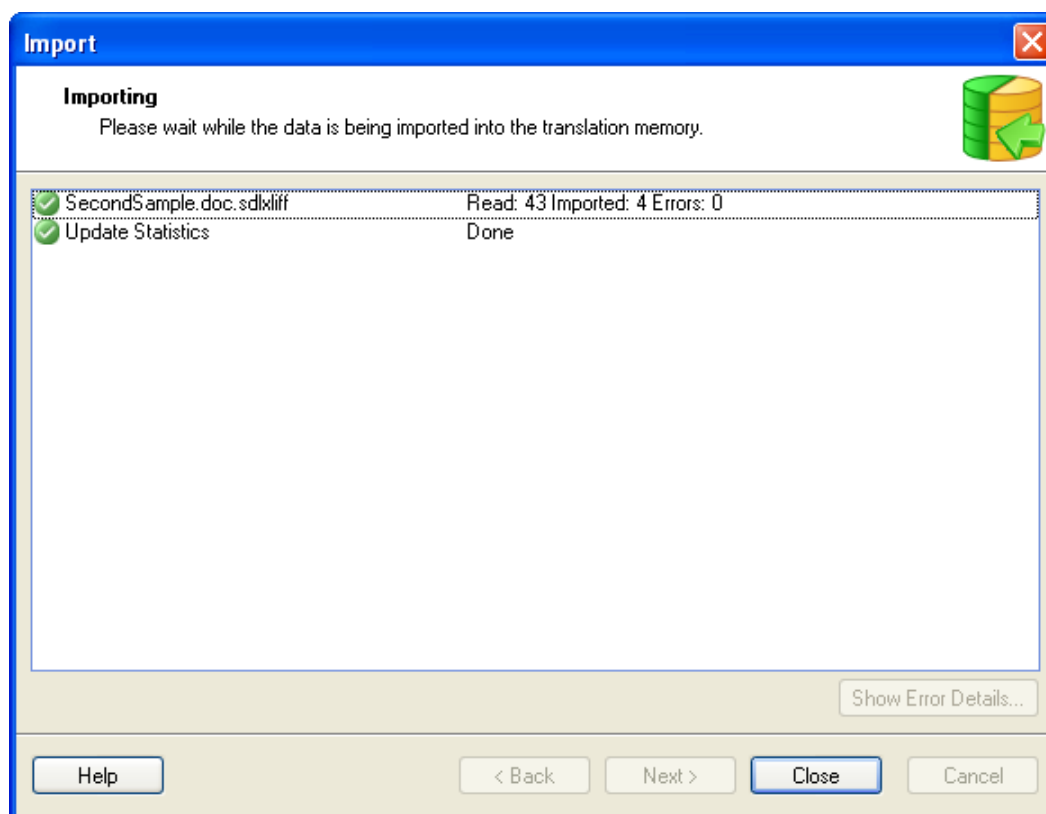 Import
Importing
Please wait while the data is being imported into the translation memory.
SecondSample.doc.sdlxliff Read: 43 Imported: 4 Errors: 0
Update Statistics Done
Show Error Details...
Help < Back Next > Close Cancel